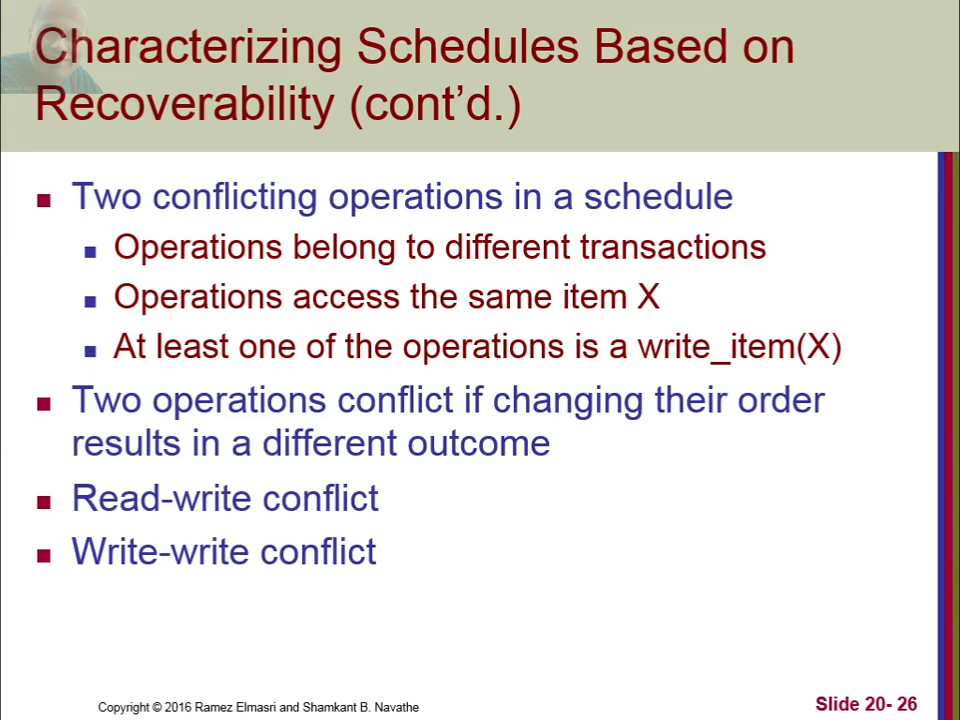 Characterizing Schedules Based on
Recoverability (cont’d.)
Two conflicting operations in a schedule
Operations belong to different transactions
Operations access the same item X
At least one of the operations is a write_item(X)
Two operations conflict if changing their order
results in a different outcome
Read-write conflict
Write-write conflict
Copyright © 2016 Ramez Elmasri and Shamkant B. Navathe
Slide 20- 26